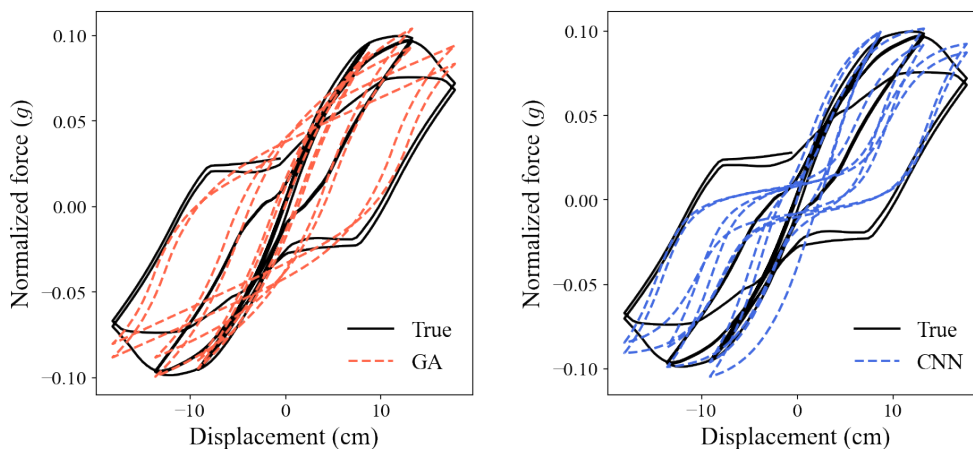 Normalized force (g)
0.10
0.05
0.00
−0.05
−0.10
−10
0
10
Displacement (cm)
True
GA
Normalized force (g)
0.10
0.05
0.00
−0.05
−0.10
−10
0
10
Displacement (cm)
True
CNN